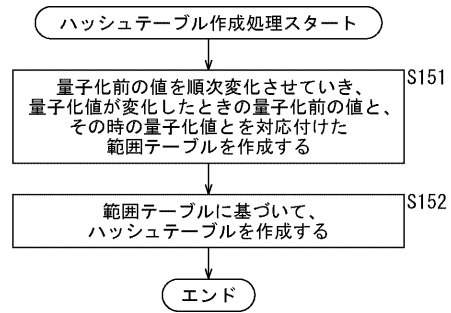 ハッシュテーブル作成処理スタート
S151
量子化前の値を順次変化させていき、
量子化値が変化したときの量子化前の値と、
その時の量子化値とを対応付けた
範囲テーブルを作成する
S152
範囲テーブルに基づいて、
ハッシュテーブルを作成する
エンド